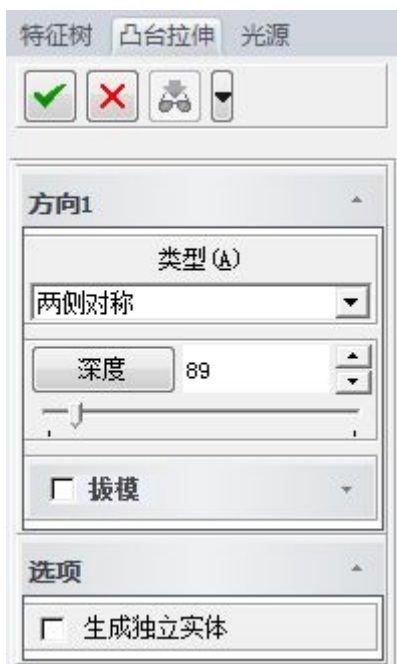 特征树 凸台拉伸 光源
方向1
类型(A)
两侧对称
深度 89
拔模
选项
生成独立实体